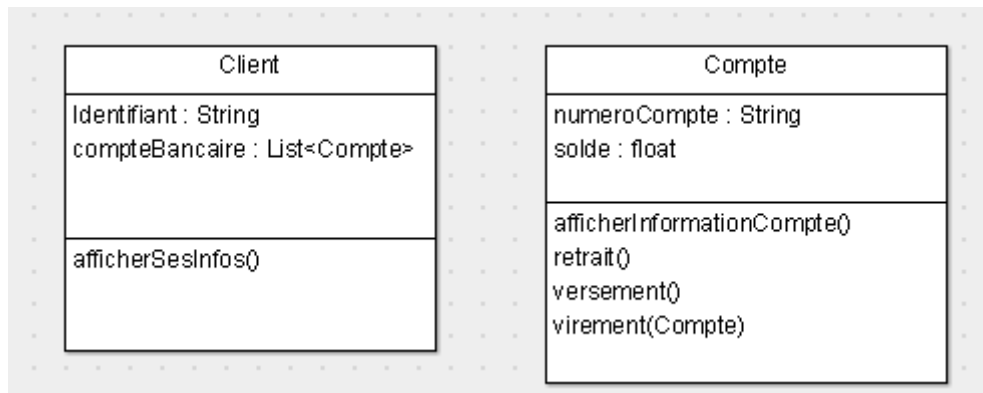 Client
Identifiant : String
compteBancaire : List<Compte>
afficherSesInfos()
Compte
numeroCompte : String
solde : float
afficherInformationCompte()
retrait()
versement()
virement(Compte)